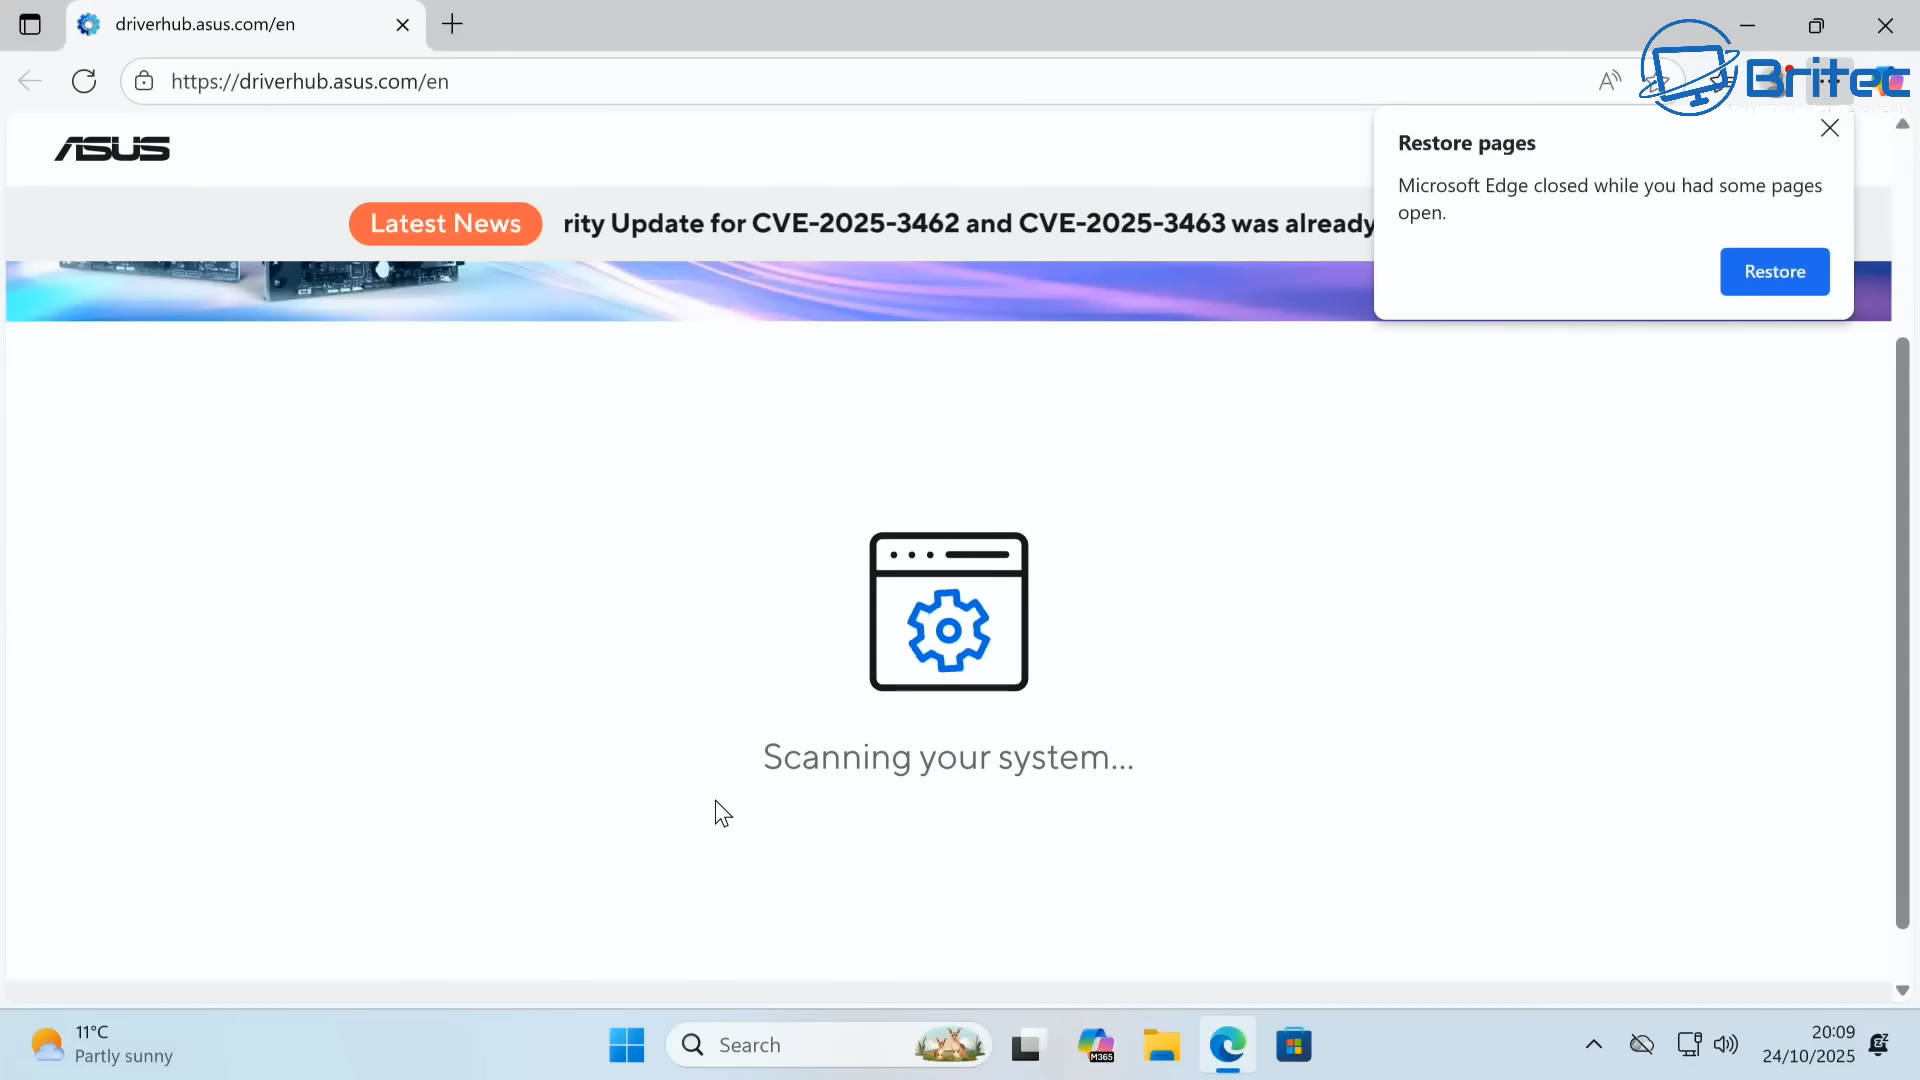 driverhub.asus.com/en
https://driverhub.asus.com/en
Britec
ASUS
Restore pages
Microsoft Edge closed while you had some pages
open.
Restore
Latest News
rity Update for CVE-2025-3462 and CVE-2025-3463 was already
Scanning your system...
11°C
Partly sunny
Search
M365
20:09
24/10/2025